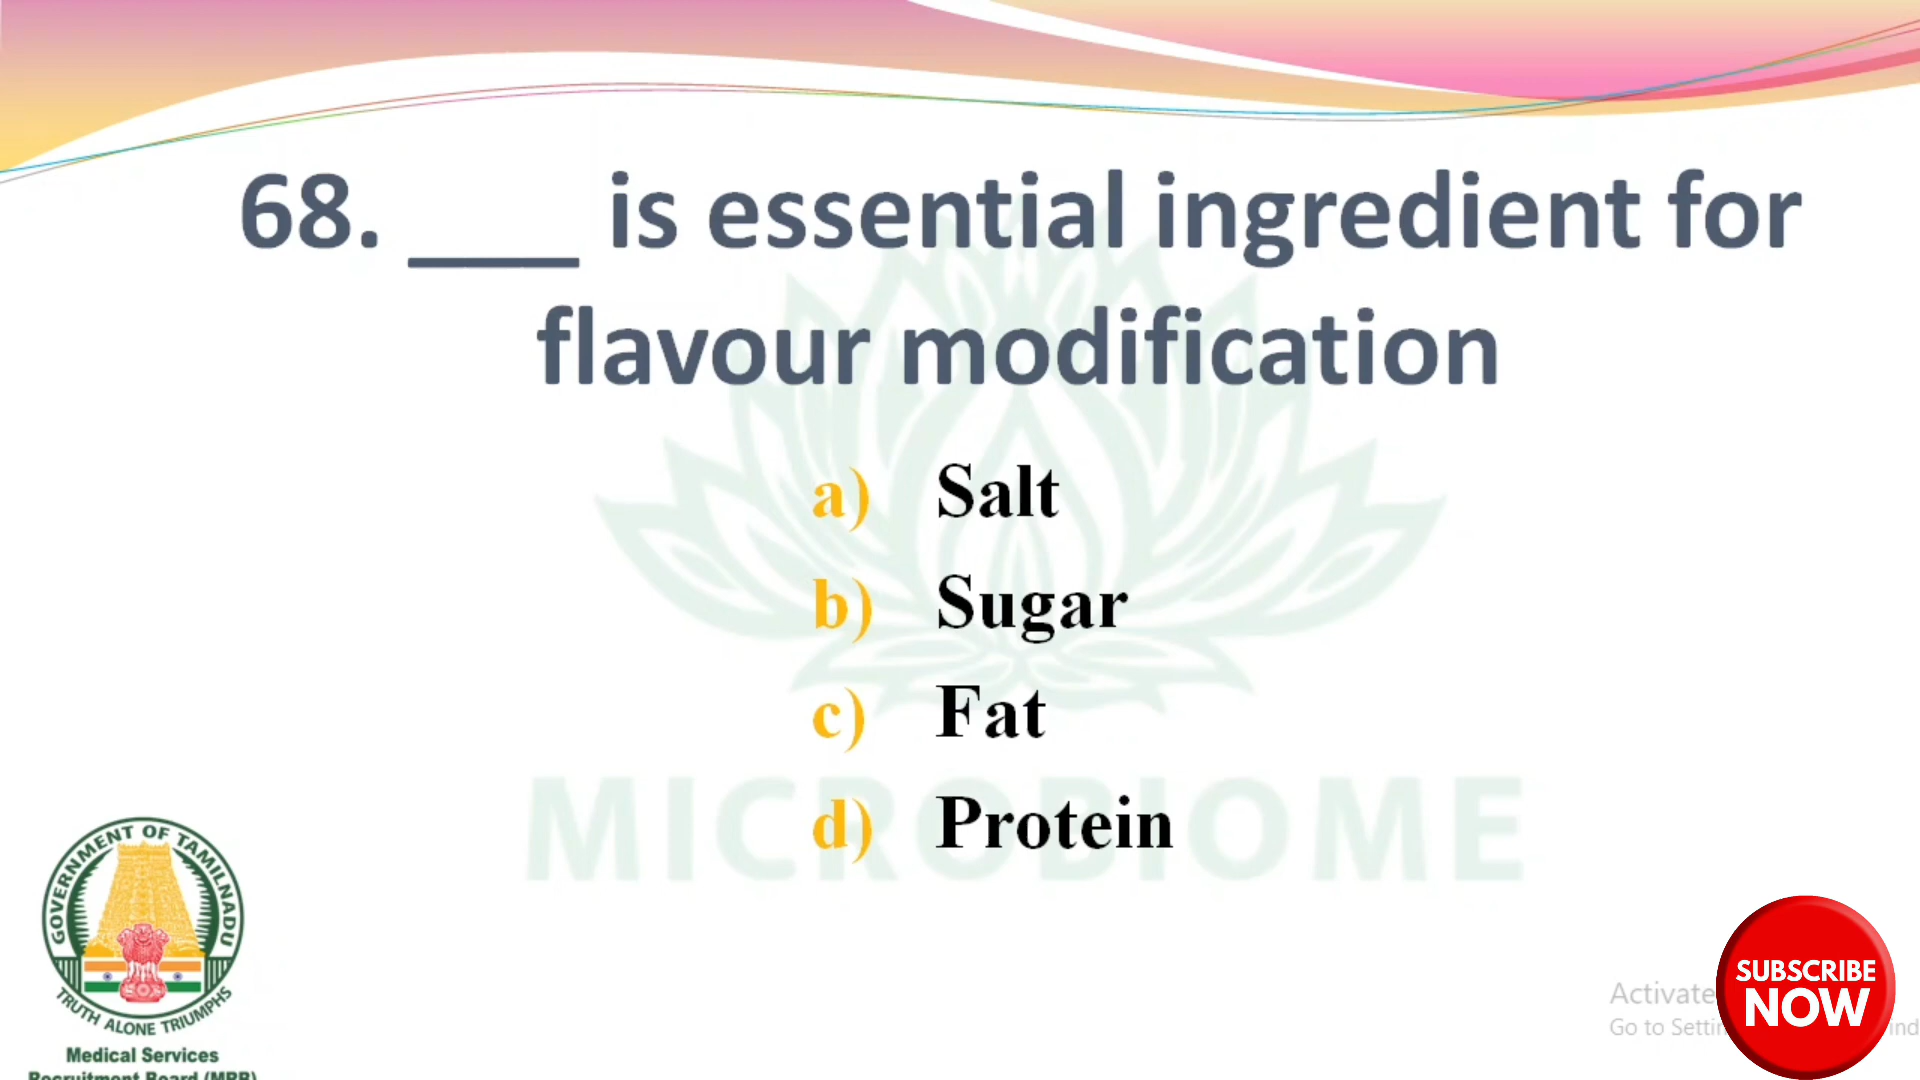 68. ___ is essential ingredient for
flavour modification
a) Salt
b) Sugar
c) Fat
d) Protein
MICROBIOME
GOVERNMENT OF TAMILNADU
TRUTH ALONE TRIUMPHS
Medical Services
Recruitment Board (MRB)
Activate
Go to
SUBSCRIBE
NOW